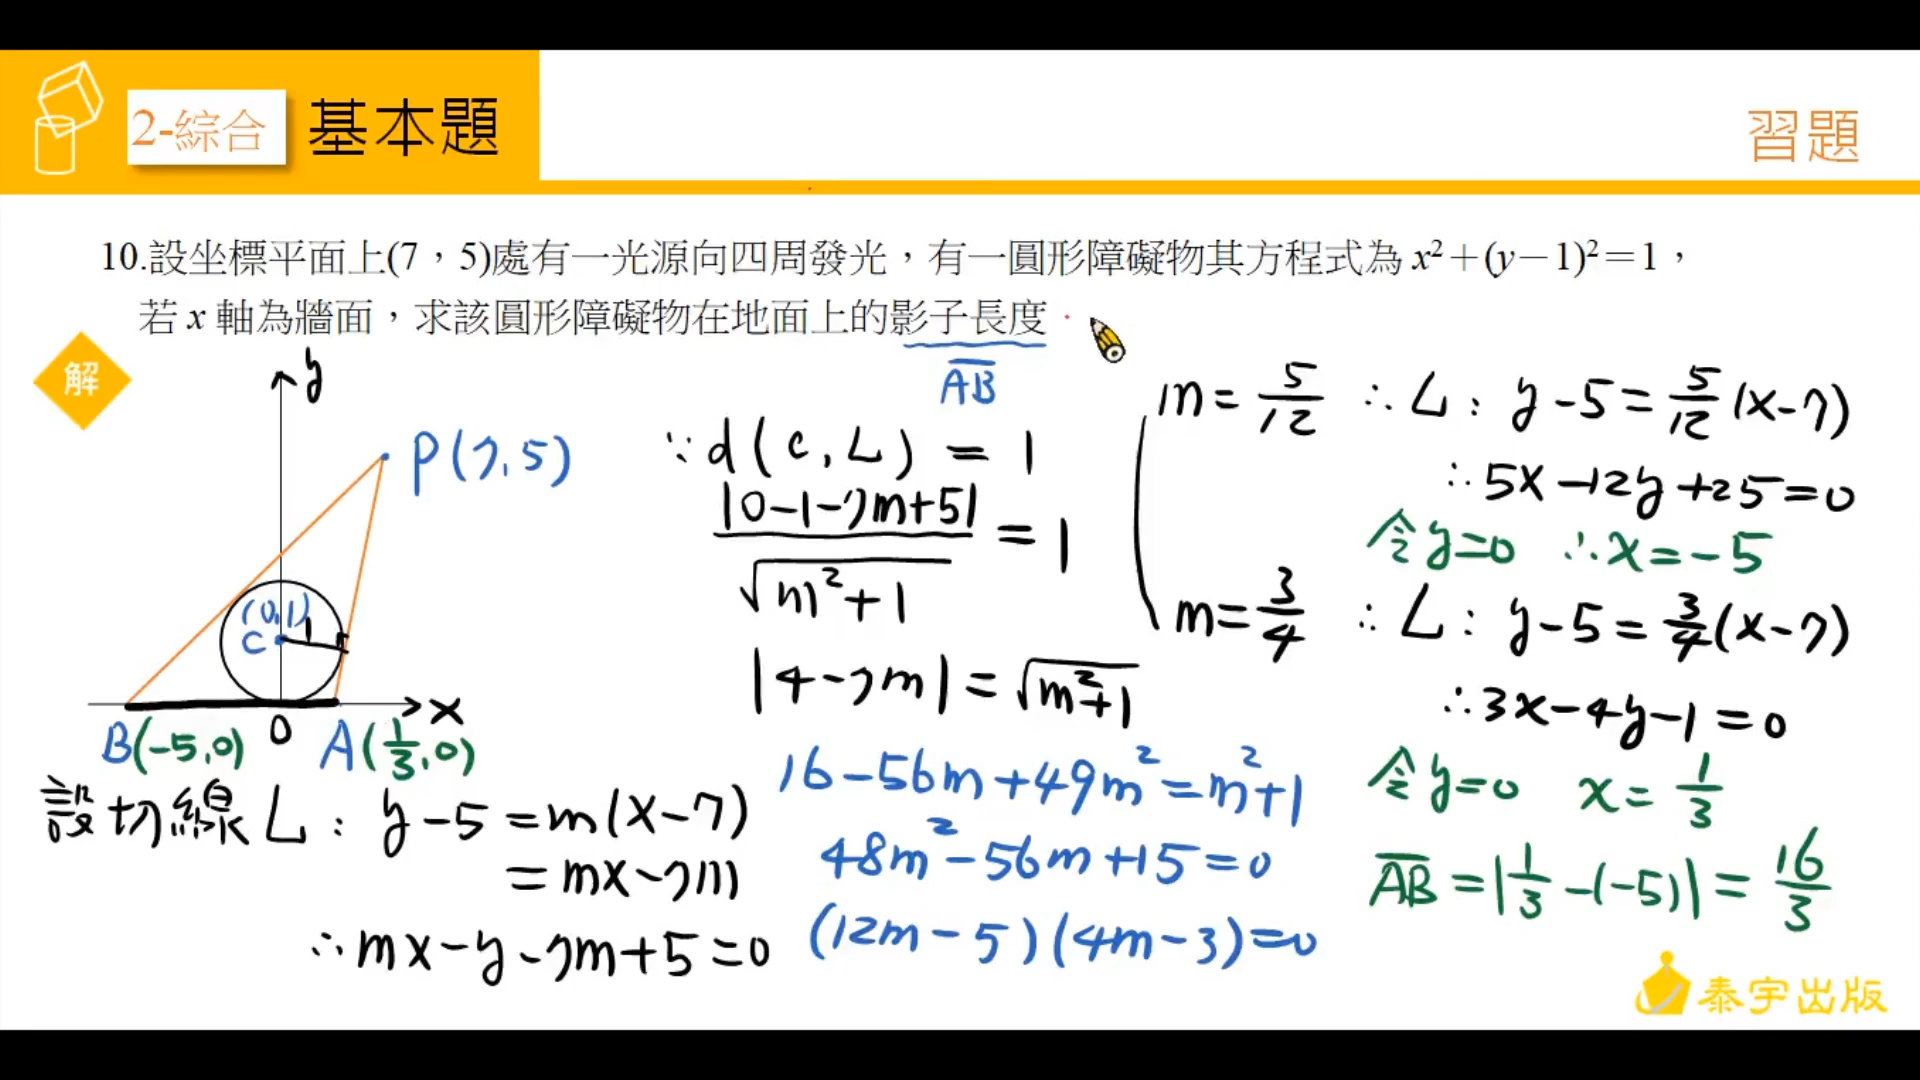 2-綜合 基本題
習題
10.設坐標平面上(7，5)處有一光源向四周發光，有一圓形障礙物其方程式為 x²＋(y－1)²＝1，
若 x 軸為牆面，求該圓形障礙物在地面上的影子長度
解
AB
y
P(7,5)
(0,1)
C
1
x
B(-5,0) O A(1/3,0)
設切線L: y-5=m(x-7)
=mx-7m
∴mx-y-7m+5=0
∵d(C,L)=1
|0-1-7m+5|/√(m²+1)=1
|4-7m|=√(m²+1)
16-56m+49m²=m²+1
48m²-56m+15=0
(12m-5)(4m-3)=0
m=5/12 ∴L: y-5=5/12(x-7)
∴5x-12y+25=0
令y=0 ∴x=-5
m=3/4 ∴L: y-5=3/4(x-7)
∴3x-4y-1=0
令y=0 x=1/3
AB=|1/3-(-5)|=16/3
泰宇出版